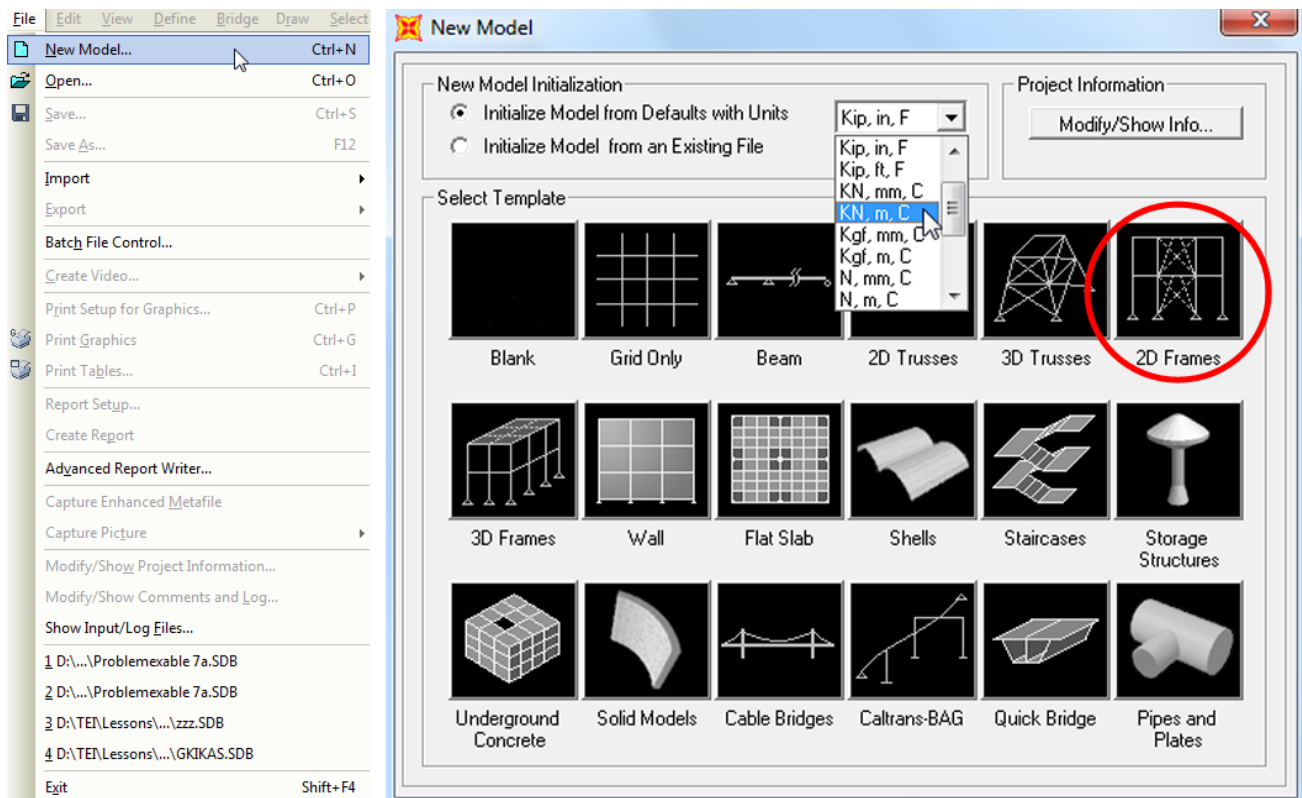 File Edit View Define Bridge Draw Select
New Model... Ctrl+N
Open... Ctrl+O
Save... Ctrl+S
Save As... F12
Import
Export
Batch File Control...
Create Video...
Print Setup for Graphics... Ctrl+P
Print Graphics Ctrl+G
Print Tables... Ctrl+I
Report Setup...
Create Report
Advanced Report Writer...
Capture Enhanced Metafile
Capture Picture
Modify/Show Project Information...
Modify/Show Comments and Log...
Show Input/Log Files...
1 D:\...\Problemexable 7a.SDB
2 D:\...\Problemexable 7a.SDB
3 D:\TEI\Lessons\...\zzz.SDB
4 D:\TEI\Lessons\...\GKIKAS.SDB
Exit Shift+F4
New Model
New Model Initialization
Project Information
Initialize Model from Defaults with Units
Kip, in, F
Modify/Show Info...
Initialize Model from an Existing File
Kip, in, F
Kip, ft, F
KN, mm, C
KN, m, C
Kgf, mm, C
Kgf, m, C
N, mm, C
N, m, C
Select Template
Blank
Grid Only
Beam
2D Trusses
3D Trusses
2D Frames
3D Frames
Wall
Flat Slab
Shells
Staircases
Storage
Structures
Underground
Concrete
Solid Models
Cable Bridges
Caltrans-BAG
Quick Bridge
Pipes and
Plates